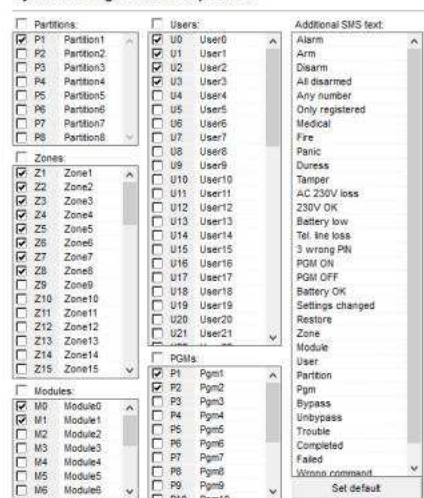 Partitions:
P1 Partition1
P2 Partition2
P3 Partition3
P4 Partition4
P5 Partition5
P6 Partition6
P7 Partition7
P8 Partition8
Zones:
Z1 Zone1
Z2 Zone2
Z3 Zone3
Z4 Zone4
Z5 Zone5
Z6 Zone6
Z7 Zone7
Z8 Zone8
Z9 Zone9
Z10 Zone10
Z11 Zone11
Z12 Zone12
Z13 Zone13
Z14 Zone14
Z15 Zone15
Modules:
M0 Module0
M1 Module1
M2 Module2
M3 Module3
M4 Module4
M5 Module5
M6 Module6
Users:
U0 User0
U1 User1
U2 User2
U3 User3
U4 User4
U5 User5
U6 User6
U7 User7
U8 User8
U9 User9
U10 User10
U11 User11
U12 User12
U13 User13
U14 User14
U15 User15
U16 User16
U17 User17
U18 User18
U19 User19
U20 User20
U21 User21
PGMs:
P1 Pgm1
P2 Pgm2
P3 Pgm3
P4 Pgm4
P5 Pgm5
P6 Pgm6
P7 Pgm7
P8 Pgm8
P9 Pgm9
Additional SMS text:
Alarm
Arm
Disarm
All disarmed
Any number
Only registered
Medical
Fire
Panic
Duress
Tamper
AC 230V loss
230V OK
Battery low
Tel. line loss
3 wrong PIN
PGM ON
PGM OFF
Battery OK
Settings changed
Restore
Zone
Module
User
Partition
Pgm
Bypass
Unbypass
Trouble
Completed
Failed
Wrong command
Set default